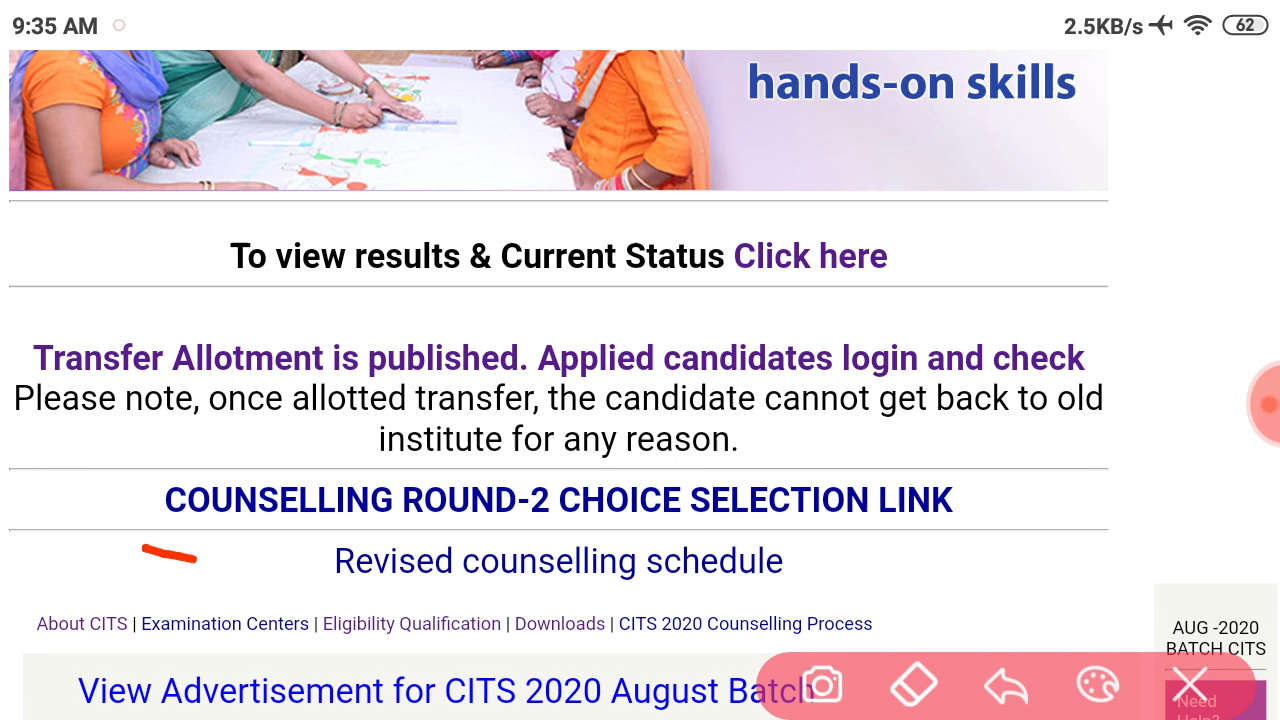 9:35 AM 2.5KB/s 62
hands-on skills
To view results & Current Status Click here
Transfer Allotment is published. Applied candidates login and check
Please note, once allotted transfer, the candidate cannot get back to old
institute for any reason.
COUNSELLING ROUND-2 CHOICE SELECTION LINK
Revised counselling schedule
About CITS | Examination Centers | Eligibility Qualification | Downloads | CITS 2020 Counselling Process
AUG -2020
BATCH CITS
View Advertisement for CITS 2020 August Batch
Need
Help?